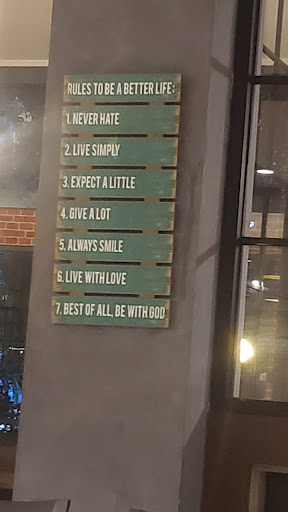 RULES TO BE A BETTER LIFE:
1. NEVER HATE
2. LIVE SIMPLY
3. EXPECT A LITTLE
4. GIVE A LOT
5. ALWAYS SMILE
6. LIVE WITH LOVE
7. BEST OF ALL, BE WITH GOD